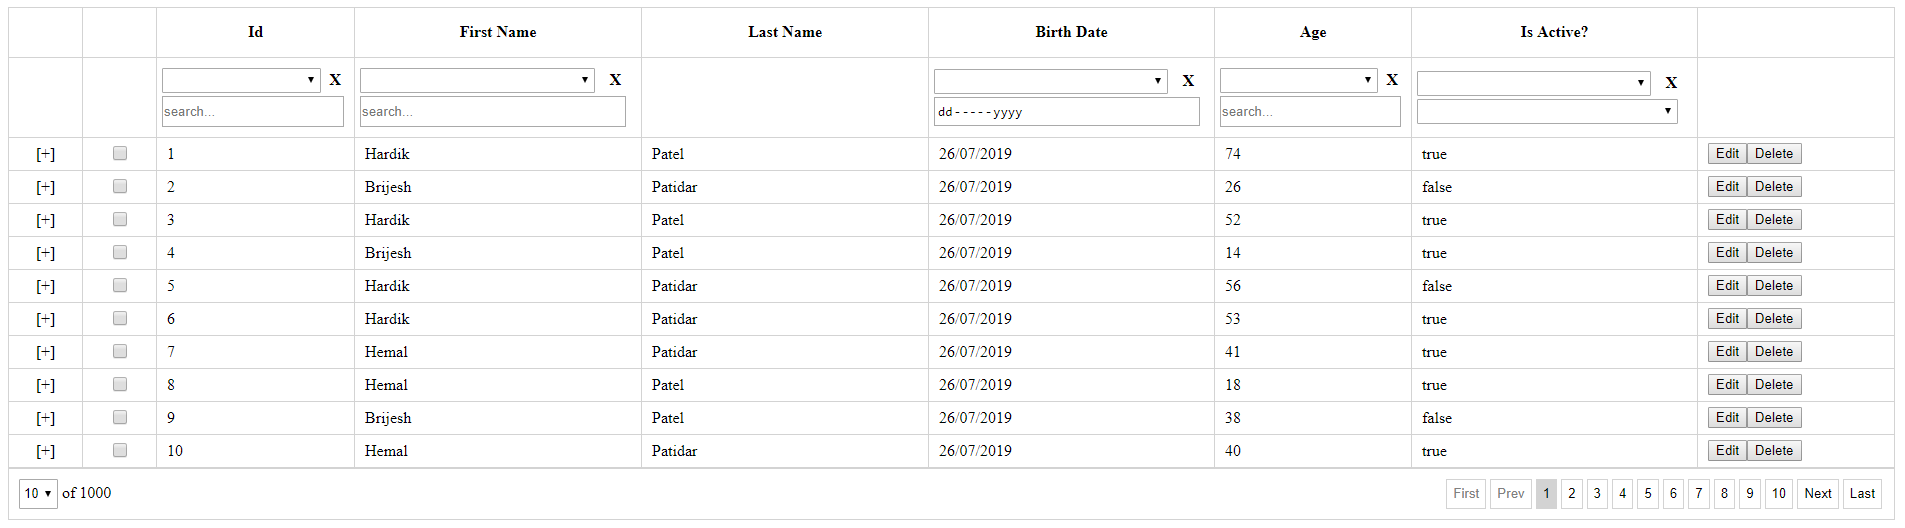 Id First Name Last Name Birth Date Age Is Active?
X X X X X
search... search... dd-----yyyy search...
[+] 1 Hardik Patel 26/07/2019 74 true Edit Delete
[+] 2 Brijesh Patidar 26/07/2019 26 false Edit Delete
[+] 3 Hardik Patel 26/07/2019 52 true Edit Delete
[+] 4 Brijesh Patel 26/07/2019 14 true Edit Delete
[+] 5 Hardik Patidar 26/07/2019 56 false Edit Delete
[+] 6 Hardik Patidar 26/07/2019 53 true Edit Delete
[+] 7 Hemal Patidar 26/07/2019 41 true Edit Delete
[+] 8 Hemal Patel 26/07/2019 18 true Edit Delete
[+] 9 Brijesh Patel 26/07/2019 38 false Edit Delete
[+] 10 Hemal Patidar 26/07/2019 40 true Edit Delete
10 of 1000 First Prev 1 2 3 4 5 6 7 8 9 10 Next Last